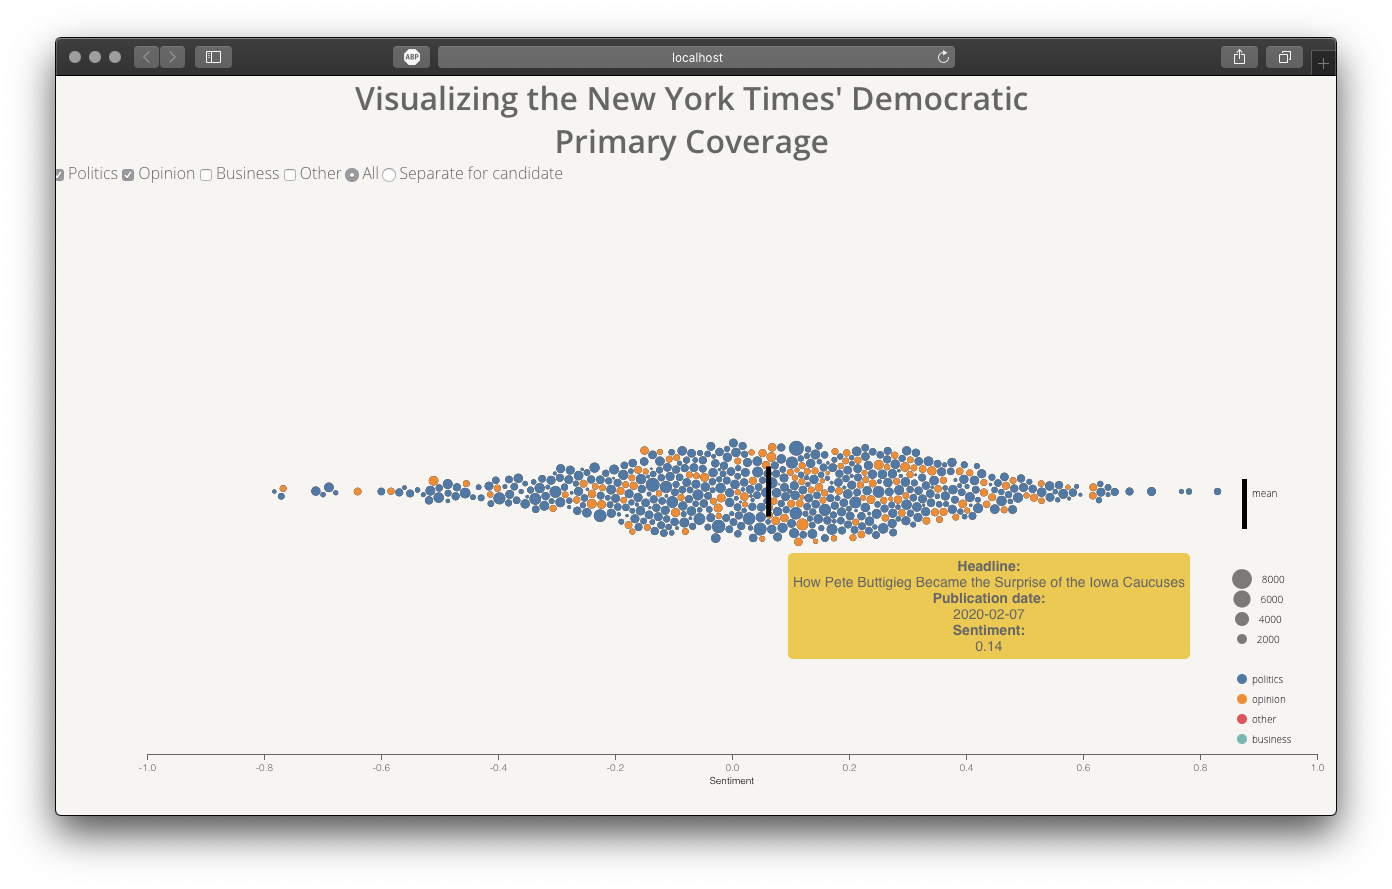 ABP
localhost
Visualizing the New York Times' Democratic
Primary Coverage
Politics Opinion Business Other All Separate for candidate
mean
Headline:
How Pete Buttigieg Became the Surprise of the Iowa Caucuses
Publication date:
2020-02-07
Sentiment:
0.14
8000
6000
4000
2000
politics
opinion
other
business
-1.0 -0.8 -0.6 -0.4 -0.2 0.0 0.2 0.4 0.6 0.8 1.0
Sentiment